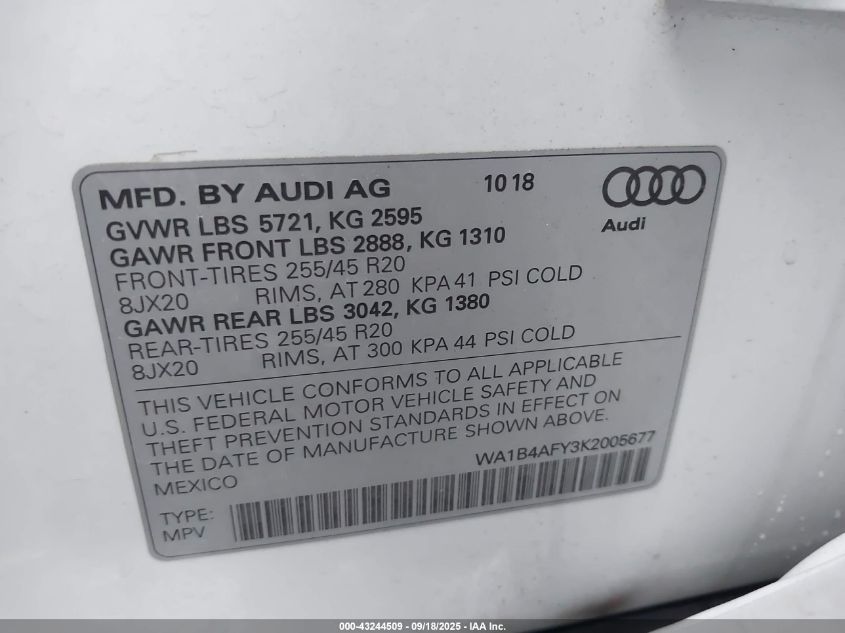 MFD. BY AUDI AG 10 18
Audi
GVWR LBS 5721, KG 2595
GAWR FRONT LBS 2888, KG 1310
FRONT-TIRES 255/45 R20
8JX20 RIMS, AT 280 KPA 41 PSI COLD
GAWR REAR LBS 3042, KG 1380
REAR-TIRES 255/45 R20
8JX20 RIMS, AT 300 KPA 44 PSI COLD
THIS VEHICLE CONFORMS TO ALL APPLICABLE
U.S. FEDERAL MOTOR VEHICLE SAFETY AND
THEFT PREVENTION STANDARDS IN EFFECT ON
THE DATE OF MANUFACTURE SHOWN ABOVE.
MEXICO WA1B4AFY3K2005677
TYPE:
MPV
000-43244509 - 09/18/2025 - IAA Inc.